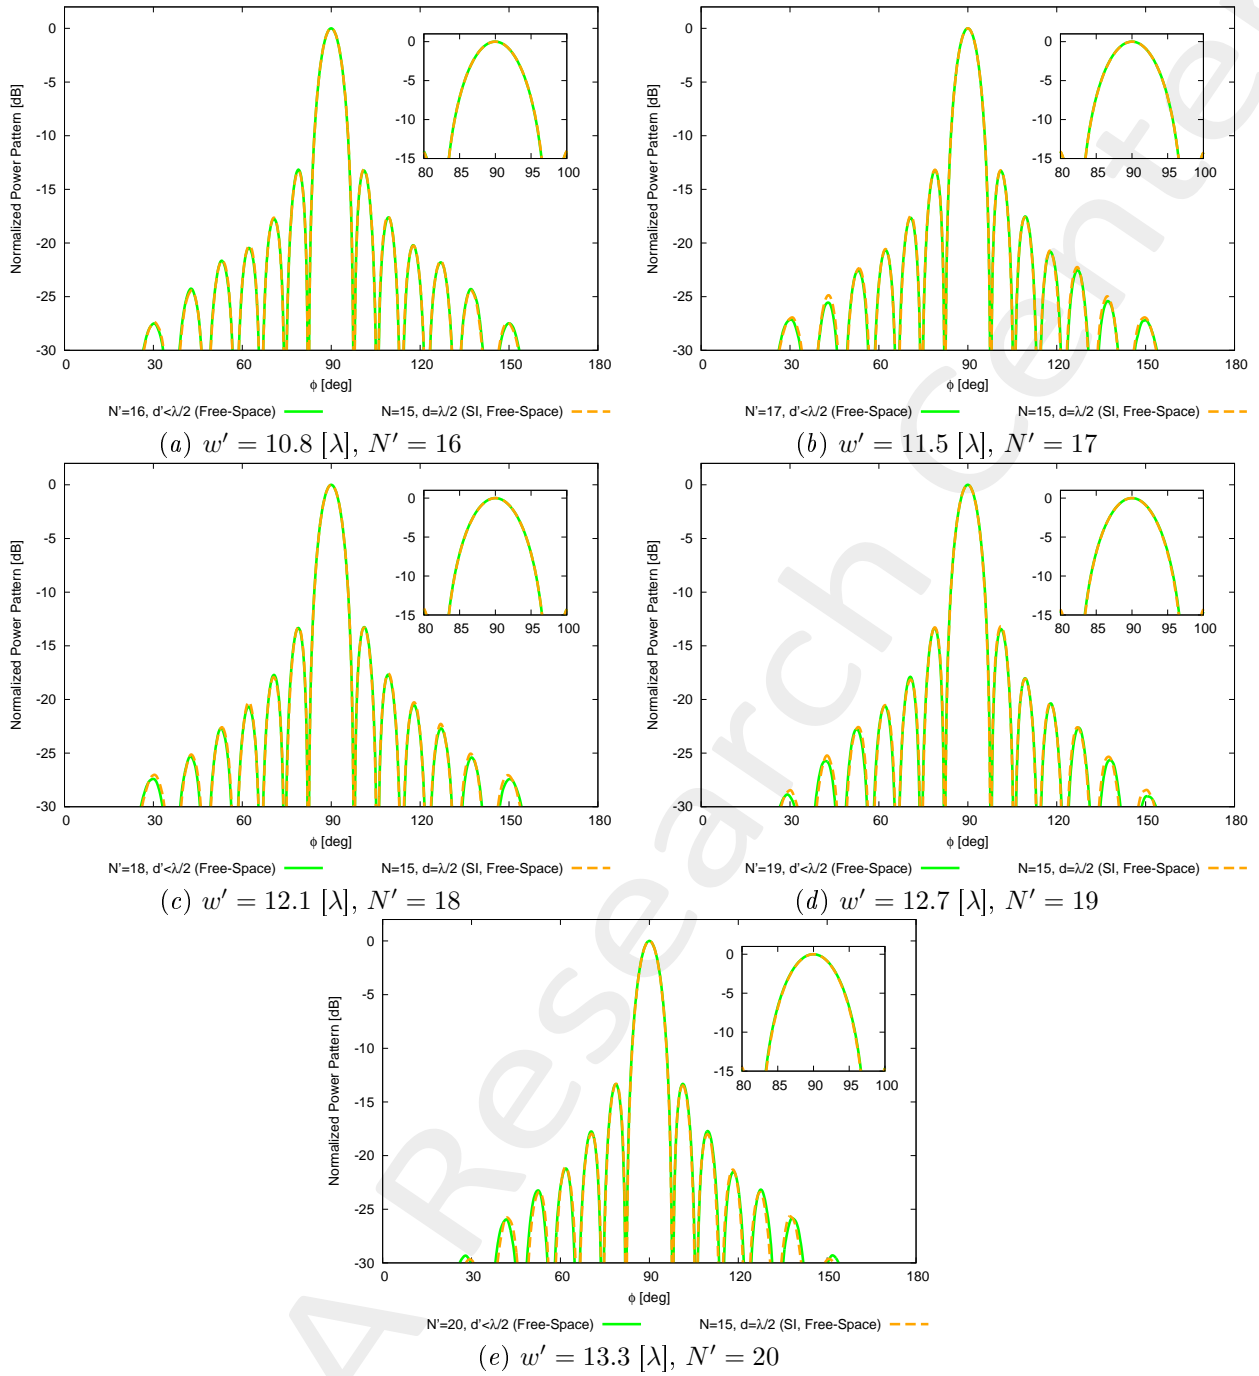 Normalized Power Pattern [dB]
0
-5
-10
-15
-20
-25
-30
0 30 60 90 120 150 180
ϕ [deg]
0
-5
-10
-15
80 85 90 95 100
N'=16, d'<λ/2 (Free-Space)
N=15, d=λ/2 (SI, Free-Space)
(a) w′ = 10.8 [λ], N′ = 16
Normalized Power Pattern [dB]
0
-5
-10
-15
-20
-25
-30
0 30 60 90 120 150 180
ϕ [deg]
0
-5
-10
-15
80 85 90 95 100
N'=17, d'<λ/2 (Free-Space)
N=15, d=λ/2 (SI, Free-Space)
(b) w′ = 11.5 [λ], N′ = 17
Normalized Power Pattern [dB]
0
-5
-10
-15
-20
-25
-30
0 30 60 90 120 150 180
ϕ [deg]
0
-5
-10
-15
80 85 90 95 100
N'=18, d'<λ/2 (Free-Space)
N=15, d=λ/2 (SI, Free-Space)
(c) w′ = 12.1 [λ], N′ = 18
Normalized Power Pattern [dB]
0
-5
-10
-15
-20
-25
-30
0 30 60 90 120 150 180
ϕ [deg]
0
-5
-10
-15
80 85 90 95 100
N'=19, d'<λ/2 (Free-Space)
N=15, d=λ/2 (SI, Free-Space)
(d) w′ = 12.7 [λ], N′ = 19
Normalized Power Pattern [dB]
0
-5
-10
-15
-20
-25
-30
0 30 60 90 120 150 180
ϕ [deg]
0
-5
-10
-15
80 85 90 95 100
N'=20, d'<λ/2 (Free-Space)
N=15, d=λ/2 (SI, Free-Space)
(e) w′ = 13.3 [λ], N′ = 20
A Research Center